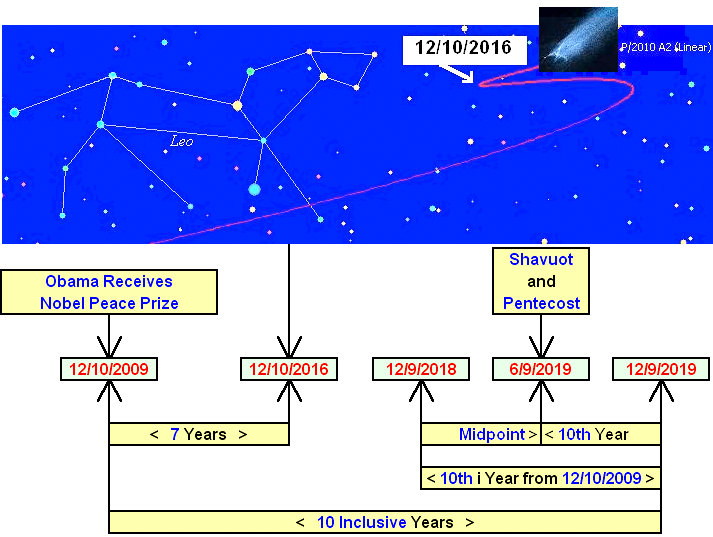 12/10/2016
P/2010 A2 (Linear)
Leo
Obama Receives
Nobel Peace Prize
Shavuot
and
Pentecost
12/10/2009
12/10/2016
12/9/2018
6/9/2019
12/9/2019
< 7 Years >
Midpoint > < 10th Year
< 10th i Year from 12/10/2009 >
< 10 Inclusive Years >